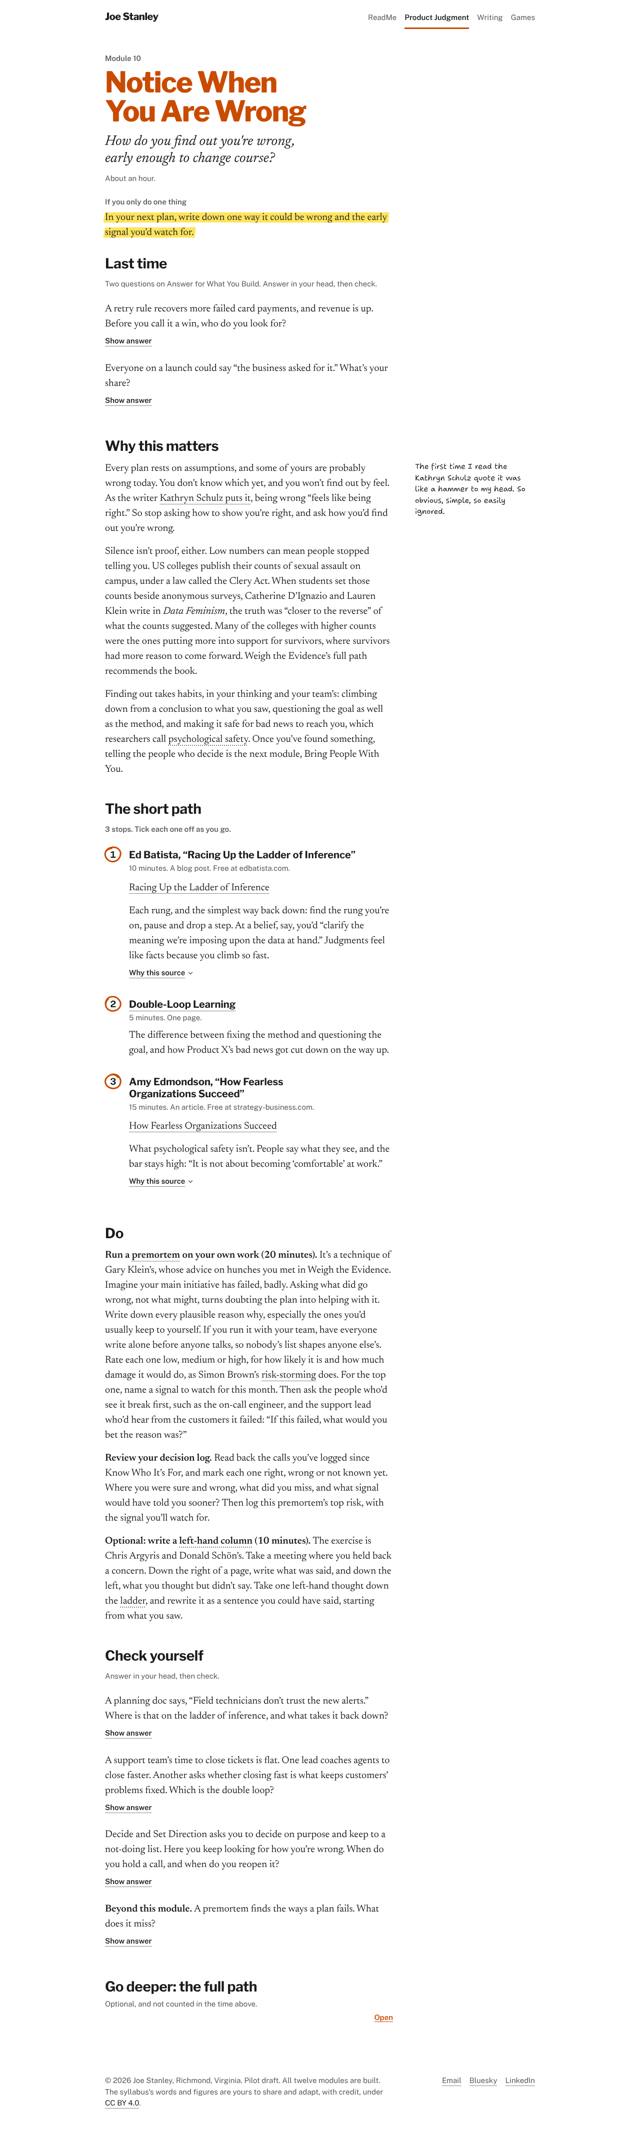 Joe Stanley
ReadMe Product Judgment Writing Games
Module 10
Notice When
You Are Wrong
How do you find out you're wrong,
early enough to change course?
About an hour.
If you only do one thing
In your next plan, write down one way it could be wrong and the early
signal you'd watch for.
Last time
Two questions on Answer for What You Build. Answer in your head, then check.
A retry rule recovers more failed card payments, and revenue is up.
Before you call it a win, who do you look for?
Show answer
Everyone on a launch could say “the business asked for it.” What's your
share?
Show answer
Why this matters
Every plan rests on assumptions, and some of yours are probably
wrong today. You don't know which yet, and you won't find out by feel.
As the writer Kathryn Schulz puts it, being wrong “feels like being
right.” So stop asking how to show you're right, and ask how you'd find
out you're wrong.
The first time I read the
Kathryn Schulz quote it was
like a hammer to my head. So
obvious, simple, so easily
ignored.
Silence isn't proof, either. Low numbers can mean people stopped
telling you. US colleges publish their counts of sexual assault on
campus, under a law called the Clery Act. When students set those
counts beside anonymous surveys, Catherine D'Ignazio and Lauren
Klein write in Data Feminism, the truth was “closer to the reverse” of
what the counts suggested. Many of the colleges with higher counts
were the ones putting more into support for survivors, where survivors
had more reason to come forward. Weigh the Evidence's full path
recommends the book.
Finding out takes habits, in your thinking and your team's: climbing
down from a conclusion to what you saw, questioning the goal as well
as the method, and making it safe for bad news to reach you, which
researchers call psychological safety. Once you've found something,
telling the people who decide is the next module, Bring People With
You.
The short path
3 stops. Tick each one off as you go.
1 Ed Batista, “Racing Up the Ladder of Inference”
10 minutes. A blog post. Free at edbatista.com.
Racing Up the Ladder of Inference
Each rung, and the simplest way back down: find the rung you're
on, pause and drop a step. At a belief, say, you'd “clarify the
meaning we're imposing upon the data at hand.” Judgments feel
like facts because you climb so fast.
Why this source
2 Double-Loop Learning
5 minutes. One page.
The difference between fixing the method and questioning the
goal, and how Product X's bad news got cut down on the way up.
3 Amy Edmondson, “How Fearless
Organizations Succeed”
15 minutes. An article. Free at strategy-business.com.
How Fearless Organizations Succeed
What psychological safety isn't. People say what they see, and the
bar stays high: “It is not about becoming ‘comfortable’ at work.”
Why this source
Do
Run a premortem on your own work (20 minutes). It's a technique of
Gary Klein's, whose advice on hunches you met in Weigh the Evidence.
Imagine your main initiative has failed, badly. Asking what did go
wrong, not what might, turns doubting the plan into helping with it.
Write down every plausible reason why, especially the ones you'd
usually keep to yourself. If you run it with your team, have everyone
write alone before anyone talks, so nobody's list shapes anyone else's.
Rate each one low, medium or high, for how likely it is and how much
damage it would do, as Simon Brown's risk-storming does. For the top
one, name a signal to watch for this month. Then ask the people who'd
see it break first, such as the on-call engineer, and the support lead
who'd hear from the customers it failed: “If this failed, what would you
bet the reason was?”
Review your decision log. Read back the calls you've logged since
Know Who It's For, and mark each one right, wrong or not known yet.
Where you were sure and wrong, what did you miss, and what signal
would have told you sooner? Then log this premortem's top risk, with
the signal you'll watch for.
Optional: write a left-hand column (10 minutes). The exercise is
Chris Argyris and Donald Schön's. Take a meeting where you held back
a concern. Down the right of a page, write what was said, and down the
left, what you thought but didn't say. Take one left-hand thought down
the ladder, and rewrite it as a sentence you could have said, starting
from what you saw.
Check yourself
Answer in your head, then check.
A planning doc says, “Field technicians don't trust the new alerts.”
Where is that on the ladder of inference, and what takes it back down?
Show answer
A support team's time to close tickets is flat. One lead coaches agents to
close faster. Another asks whether closing fast is what keeps customers'
problems fixed. Which is the double loop?
Show answer
Decide and Set Direction asks you to decide on purpose and keep to a
not-doing list. Here you keep looking for how you're wrong. When do
you hold a call, and when do you reopen it?
Show answer
Beyond this module. A premortem finds the ways a plan fails. What
does it miss?
Show answer
Go deeper: the full path
Optional, and not counted in the time above.
Open
© 2026 Joe Stanley, Richmond, Virginia. Pilot draft. All twelve modules are built.
The syllabus's words and figures are yours to share and adapt, with credit, under
CC BY 4.0.
Email Bluesky LinkedIn